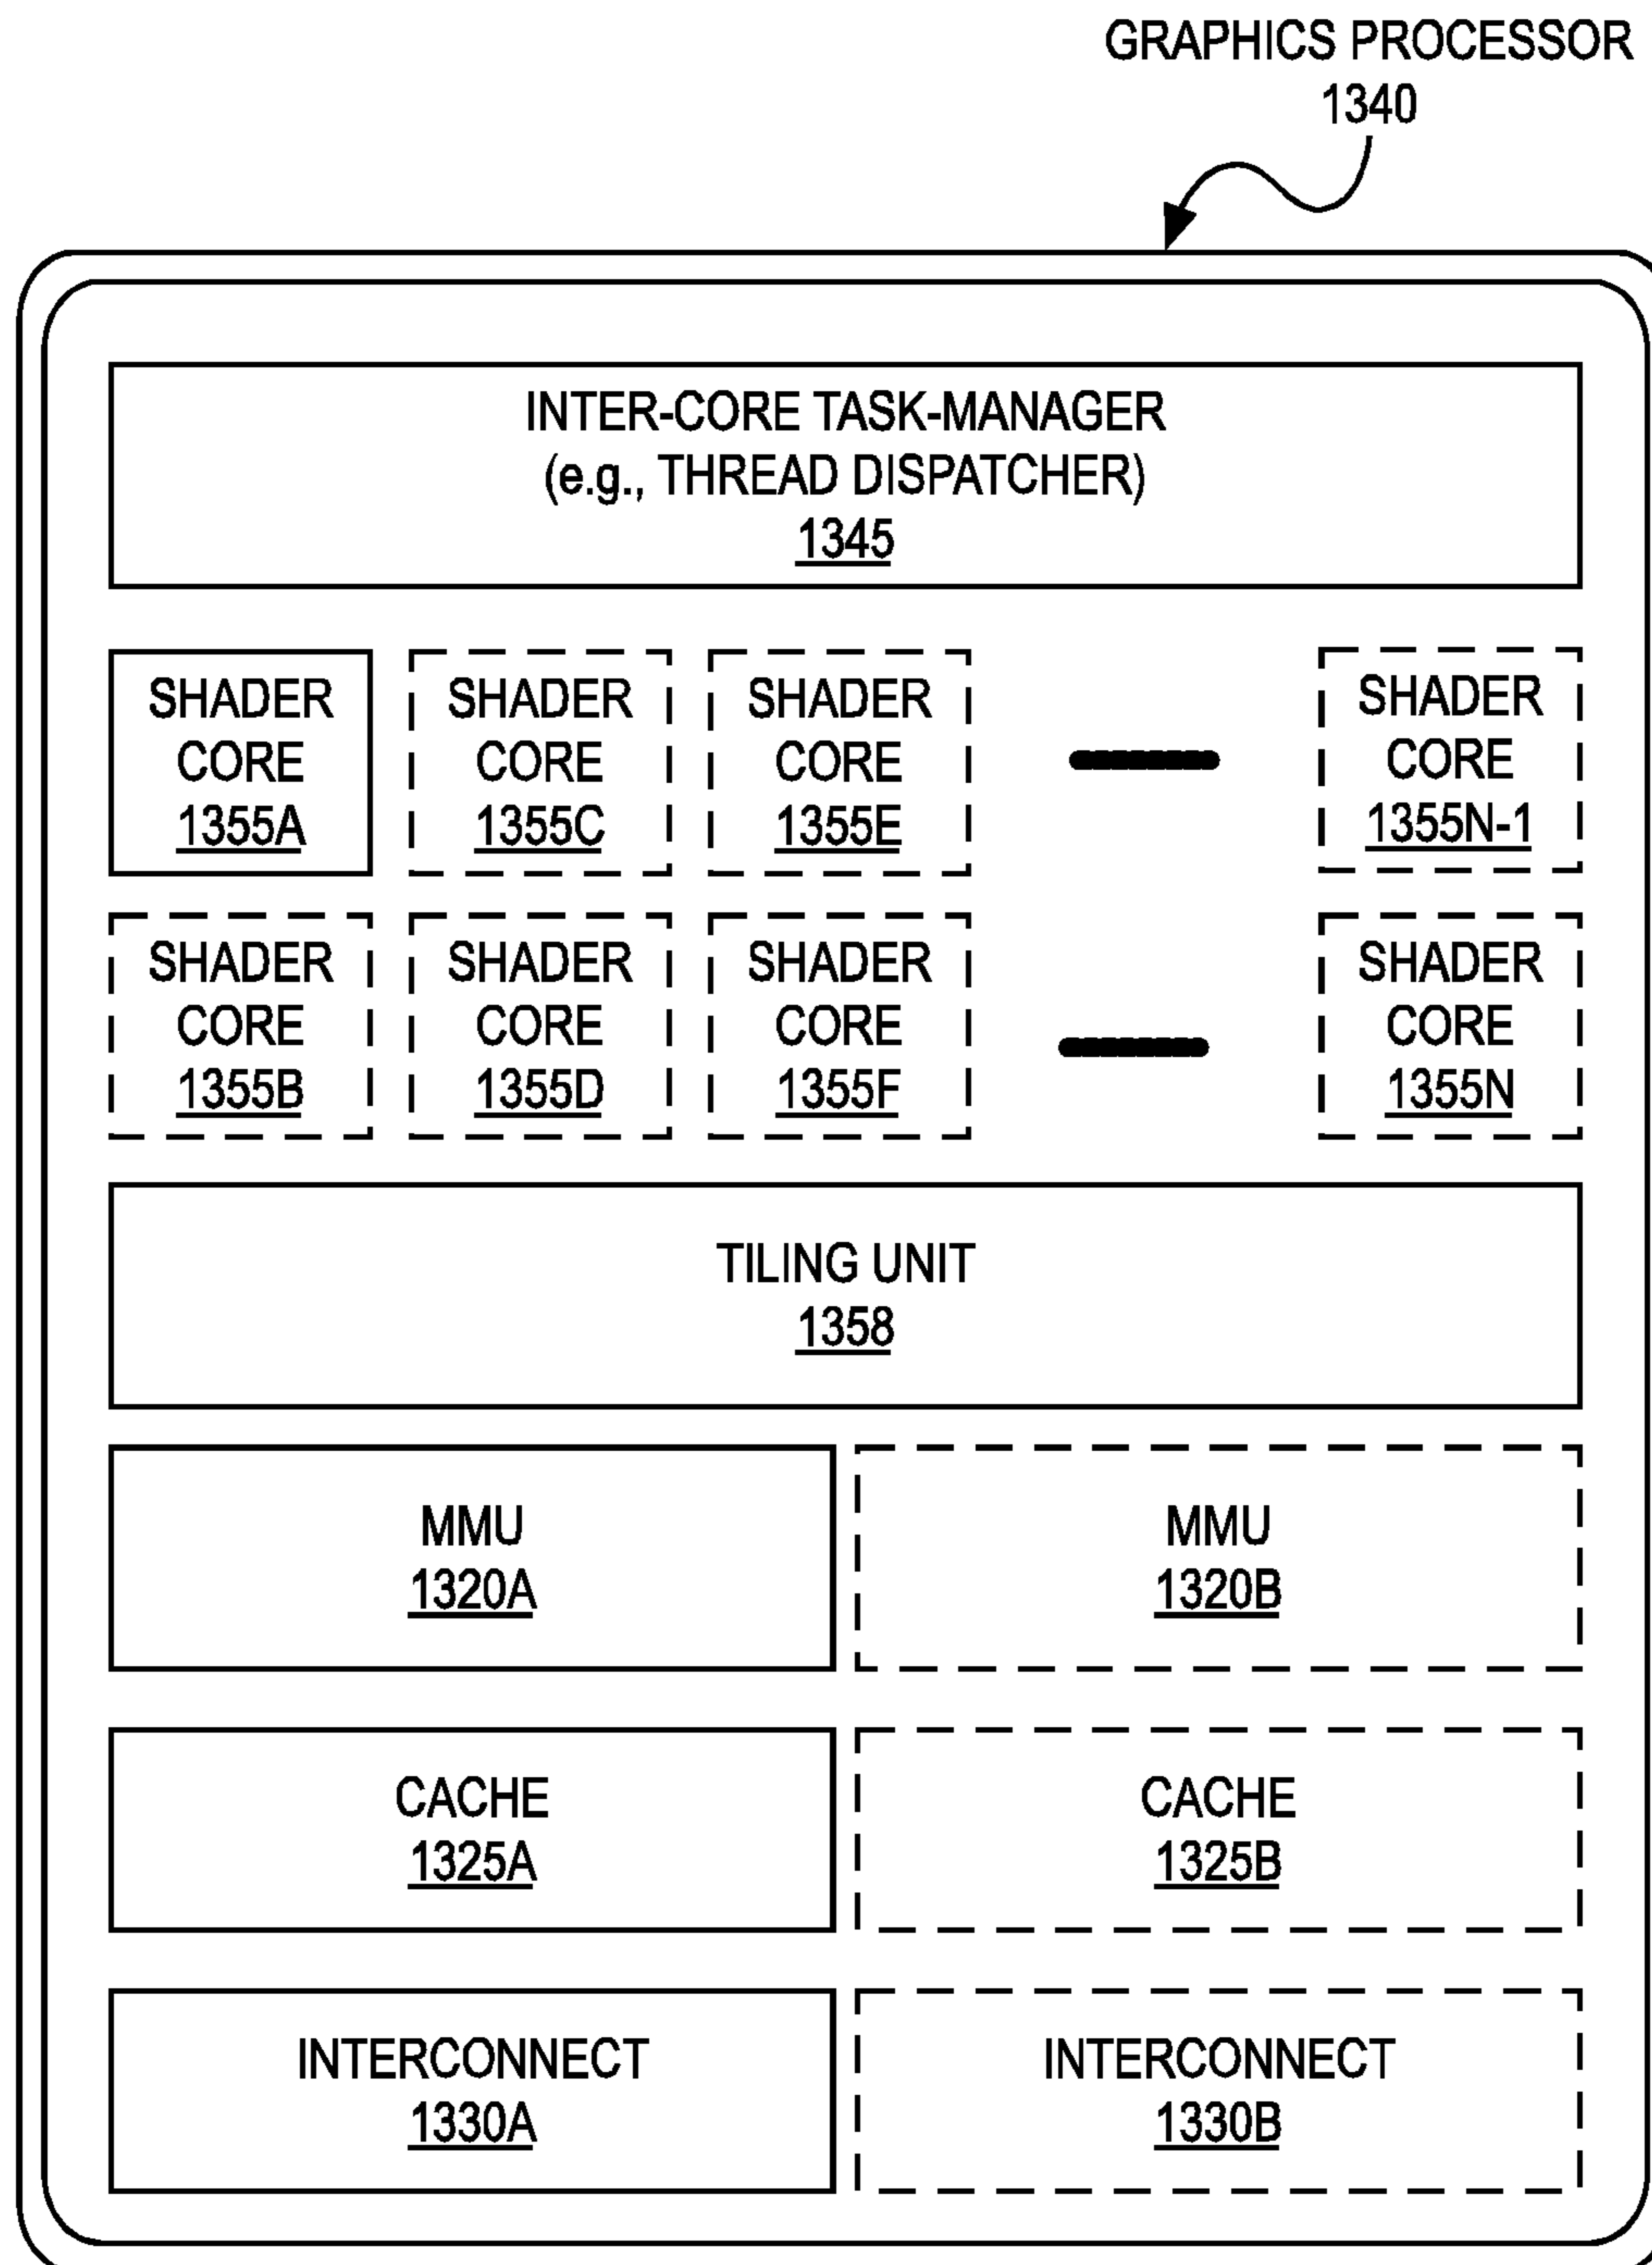 GRAPHICS PROCESSOR
1340
INTER-CORE TASK-MANAGER
(e.g., THREAD DISPATCHER)
1345
SHADER
CORE
1355A
SHADER
CORE
1355C
SHADER
CORE
1355E
SHADER
CORE
1355N-1
SHADER
CORE
1355B
SHADER
CORE
1355D
SHADER
CORE
1355F
SHADER
CORE
1355N
TILING UNIT
1358
MMU
1320A
MMU
1320B
CACHE
1325A
CACHE
1325B
INTERCONNECT
1330A
INTERCONNECT
1330B